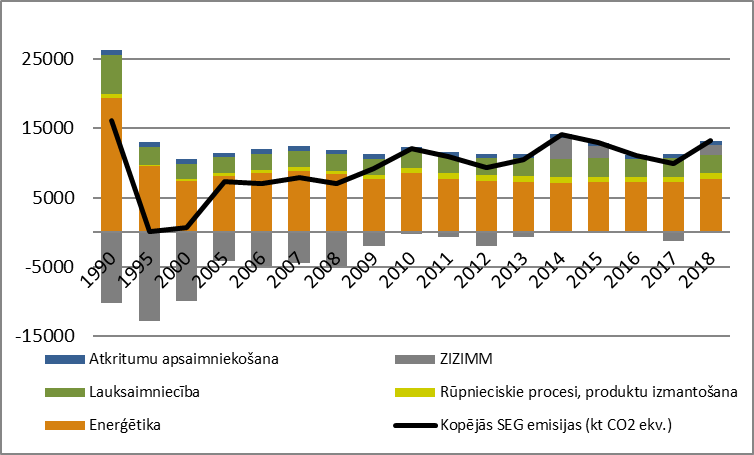 25000
15000
5000
-5000
-15000
1990 1995 2000 2005 2006 2007 2008 2009 2010 2011 2012 2013 2014 2015 2016 2017 2018
Atkritumu apsaimniekošana ZIZIMM
Lauksaimniecība Rūpnieciskie procesi, produktu izmantošana
Enerģētika Kopējās SEG emisijas (kt CO2 ekv.)